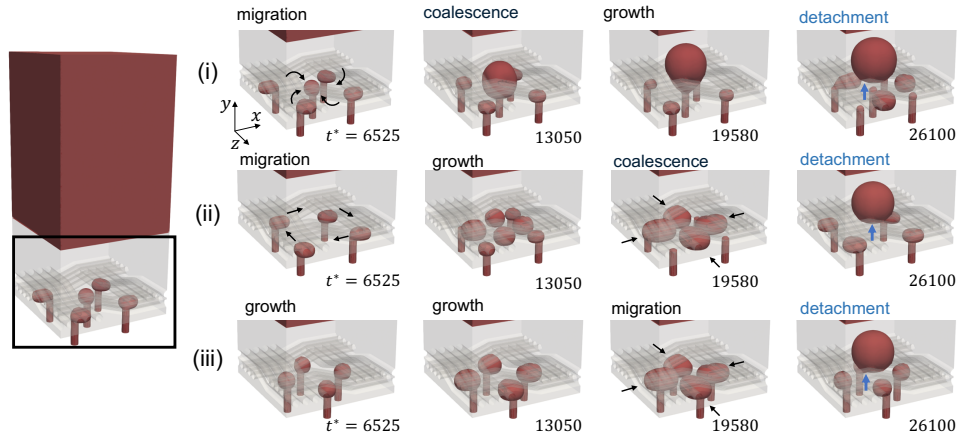 migration coalescence growth detachment
(i)
y
x
z
t* = 6525 13050 19580 26100
migration growth coalescence detachment
(ii)
t* = 6525 13050 19580 26100
growth growth migration detachment
(iii)
t* = 6525 13050 19580 26100